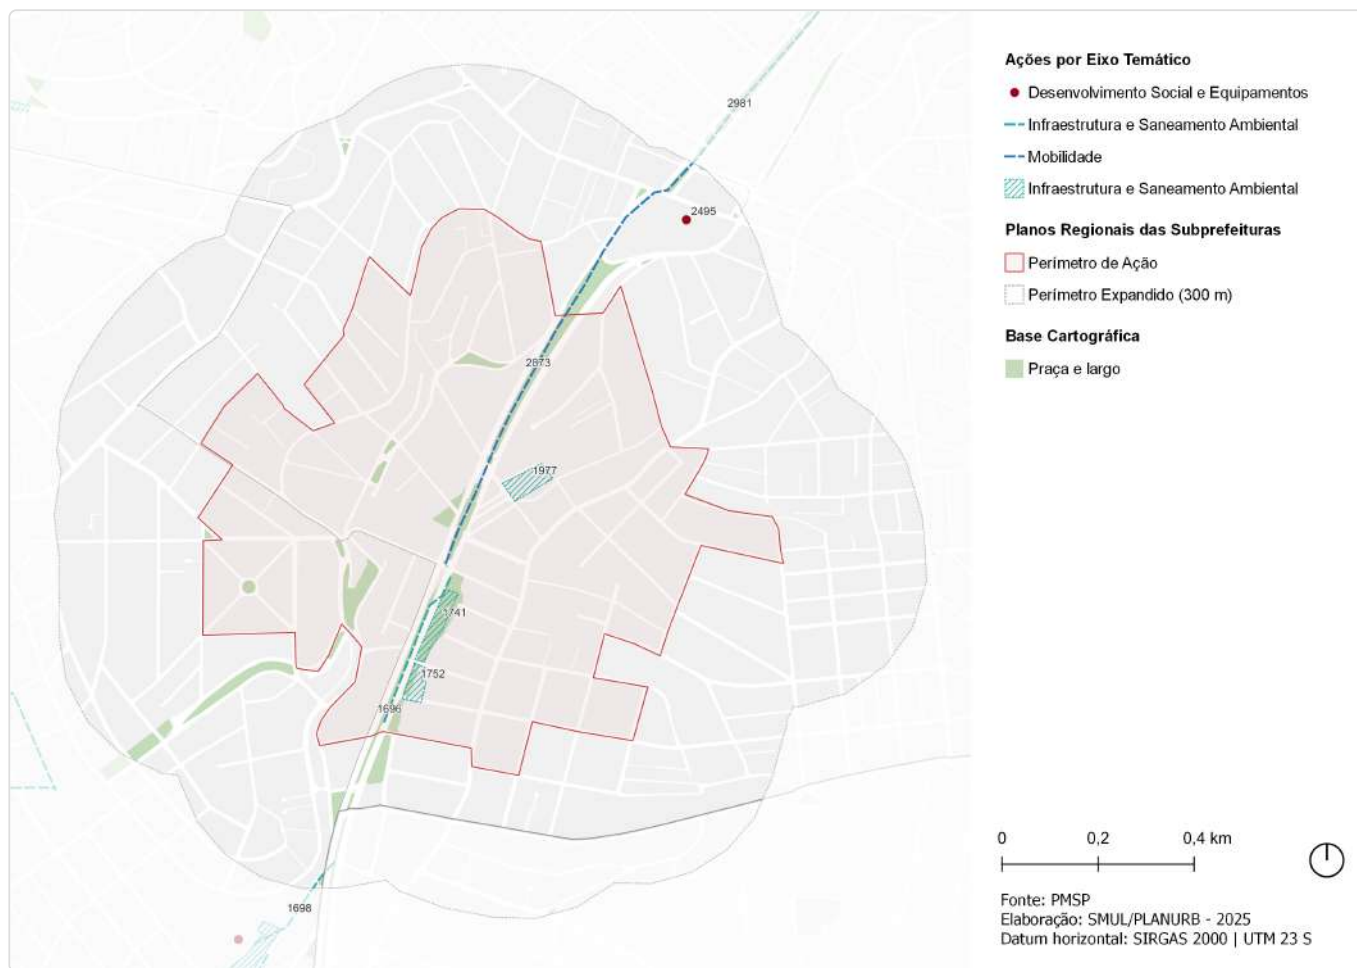 2981
2495
2873
1977
1741
1752
1696
1698
Ações por Eixo Temático
Desenvolvimento Social e Equipamentos
Infraestrutura e Saneamento Ambiental
Mobilidade
Infraestrutura e Saneamento Ambiental
Planos Regionais das Subprefeituras
Perímetro de Ação
Perímetro Expandido (300 m)
Base Cartográfica
Praça e largo
0 0,2 0,4 km
Fonte: PMSP
Elaboração: SMUL/PLANURB - 2025
Datum horizontal: SIRGAS 2000 | UTM 23 S